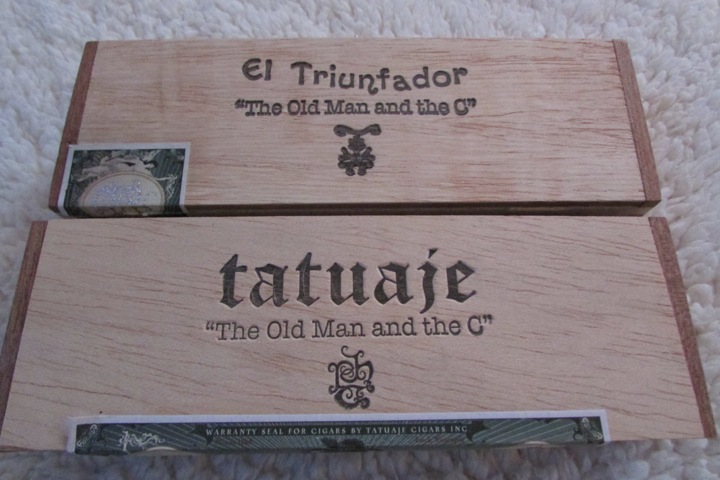 El Triunfador
“The Old Man and the C”
tatuaje
“The Old Man and the C”
WARRANTY SEAL FOR CIGARS BY TATUAJE CIGARS INC